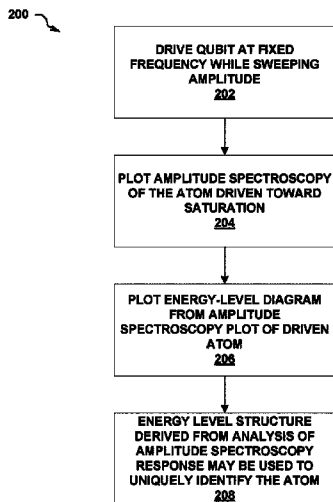 200
DRIVE QUBIT AT FIXED
FREQUENCY WHILE SWEEPING
AMPLITUDE
202
PLOT AMPLITUDE SPECTROSCOPY
OF THE ATOM DRIVEN TOWARD
SATURATION
204
PLOT ENERGY-LEVEL DIAGRAM
FROM AMPLITUDE
SPECTROSCOPY PLOT OF DRIVEN
ATOM
206
ENERGY LEVEL STRUCTURE
DERIVED FROM ANALYSIS OF
AMPLITUDE SPECTROSCOPY
RESPONSE MAY BE USED TO
UNIQUELY IDENTIFY THE ATOM
208